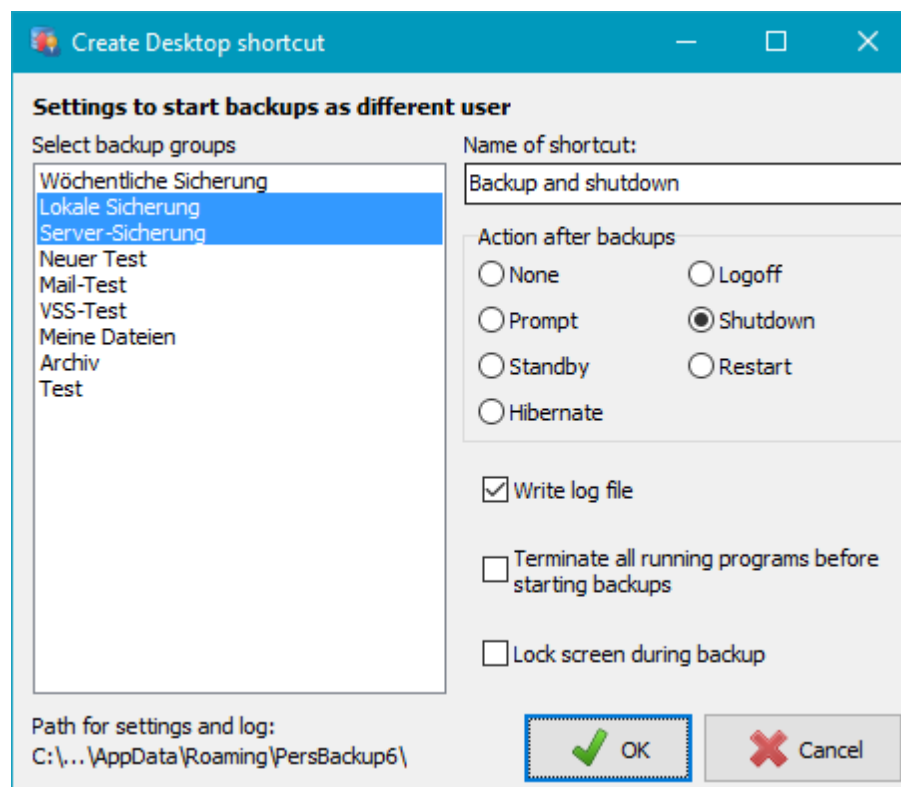 Create Desktop shortcut
Settings to start backups as different user
Select backup groups
Wöchentliche Sicherung
Lokale Sicherung
Server-Sicherung
Neuer Test
Mail-Test
VSS-Test
Meine Dateien
Archiv
Test
Name of shortcut:
Backup and shutdown
Action after backups
None
Logoff
Prompt
Shutdown
Standby
Restart
Hibernate
Write log file
Terminate all running programs before
starting backups
Lock screen during backup
Path for settings and log:
C:\...\AppData\Roaming\PersBackup6\
OK
Cancel